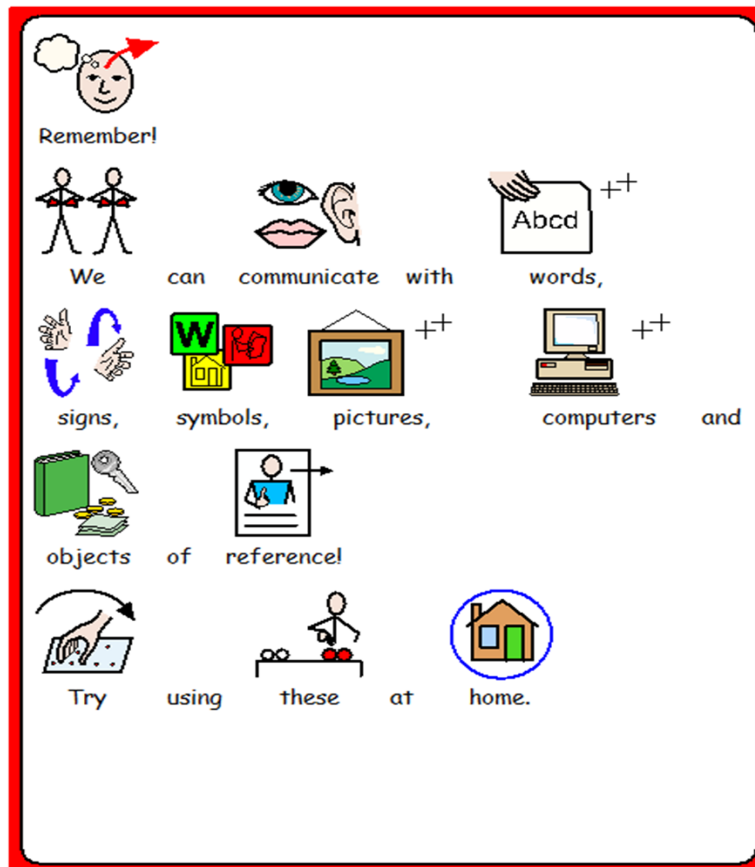 Remember!
Abcd
We can communicate with words,
W
signs, symbols, pictures, computers and
objects of reference!
Try using these at home.